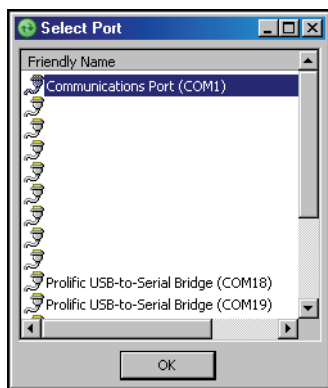 Select Port
Friendly Name
Communications Port (COM1)
Prolific USB-to-Serial Bridge (COM18)
Prolific USB-to-Serial Bridge (COM19)
OK